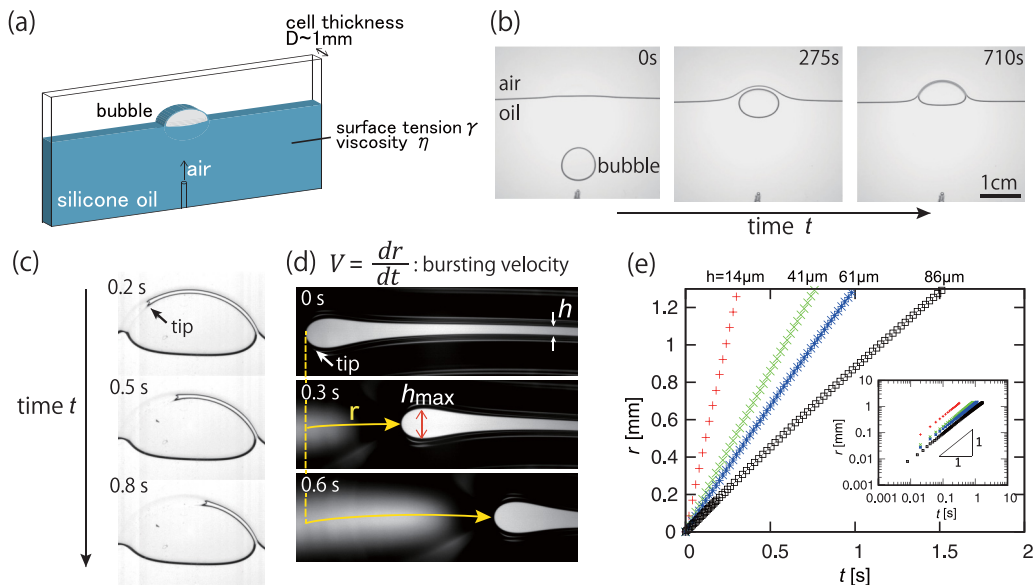 (a)
cell thickness
D~1mm
bubble
surface tension γ
viscosity η
air
silicone oil
(b)
0s
275s
710s
air
oil
bubble
1cm
time t
(c)
0.2 s
tip
0.5 s
0.8 s
time t
(d) V = dr/dt : bursting velocity
0 s
h
tip
0.3 s
r
hmax
0.6 s
(e)
h=14μm 41μm 61μm 86μm
1.2
1
0.8
0.6
0.4
0.2
0
r [mm]
0 0.5 1 1.5 2
t [s]
10
1
0.1
0.01
0.001
r [mm]
1
1
0.001 0.01 0.1 1 10
t [s]